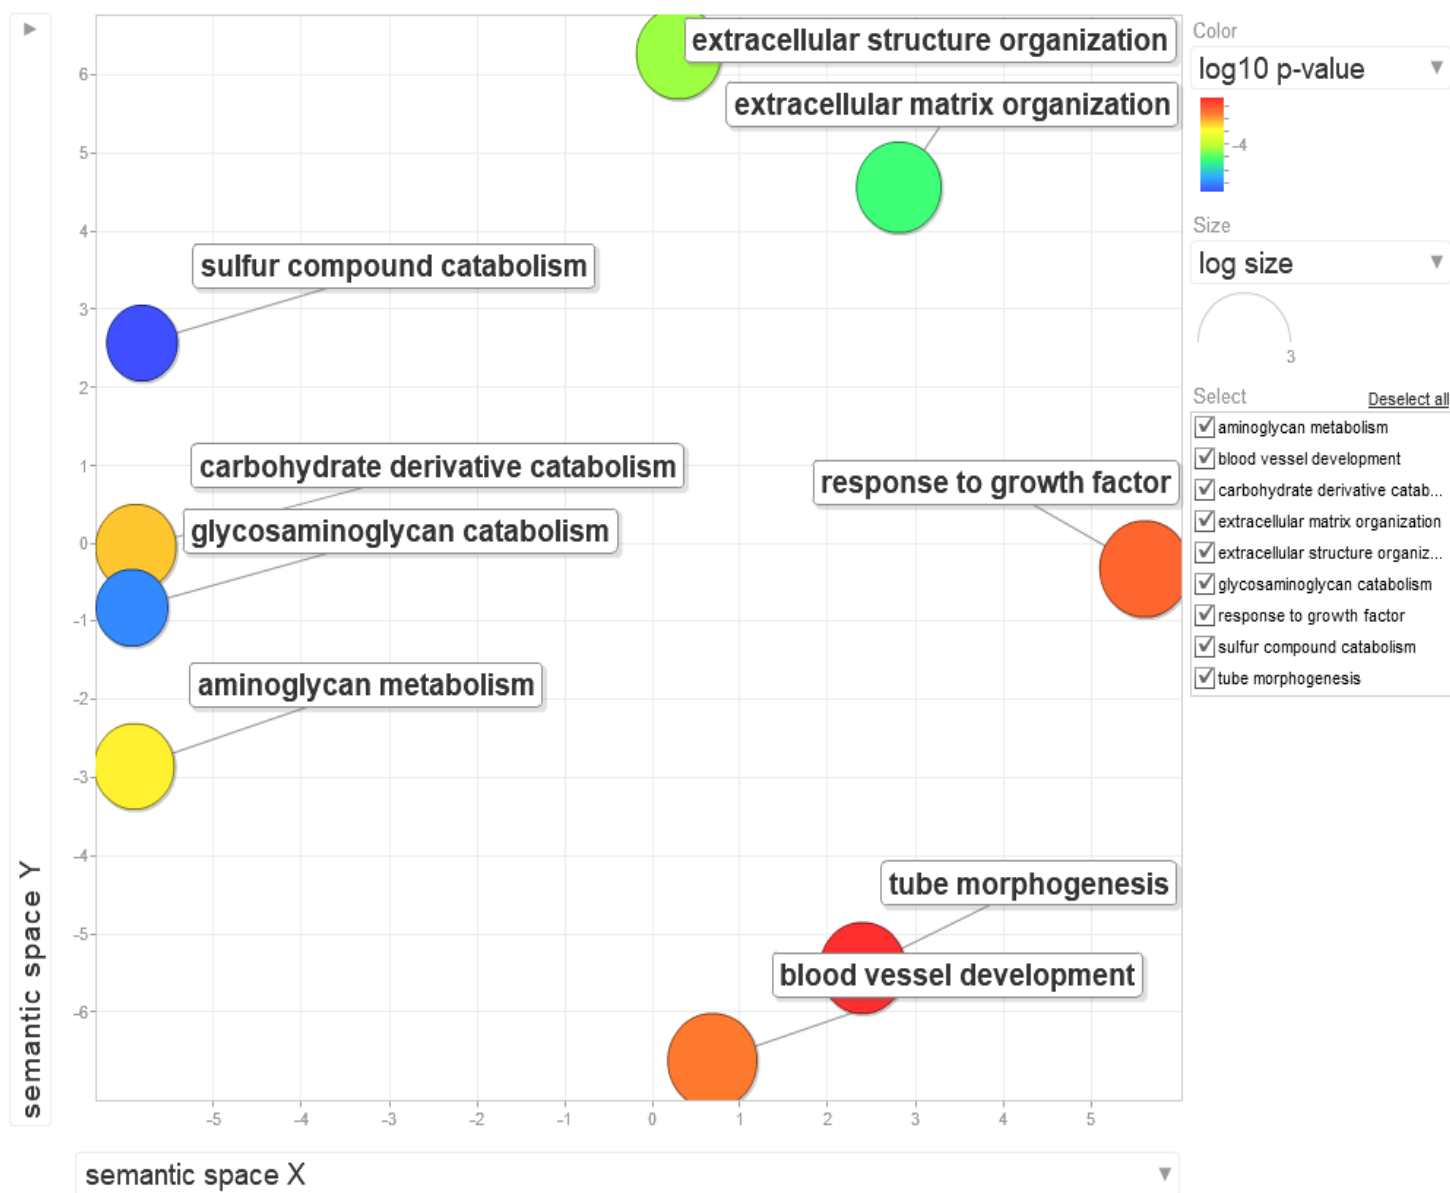 extracellular structure organization
extracellular matrix organization
sulfur compound catabolism
carbohydrate derivative catabolism
glycosaminoglycan catabolism
response to growth factor
aminoglycan metabolism
tube morphogenesis
blood vessel development
6
5
4
3
2
1
0
-1
-2
-3
-4
-5
-6
-5
-4
-3
-2
-1
0
1
2
3
4
5
semantic space Y
semantic space X
Color
log10 p-value
-4
Size
log size
3
Select
Deselect all
aminoglycan metabolism
blood vessel development
carbohydrate derivative catab...
extracellular matrix organization
extracellular structure organiz...
glycosaminoglycan catabolism
response to growth factor
sulfur compound catabolism
tube morphogenesis